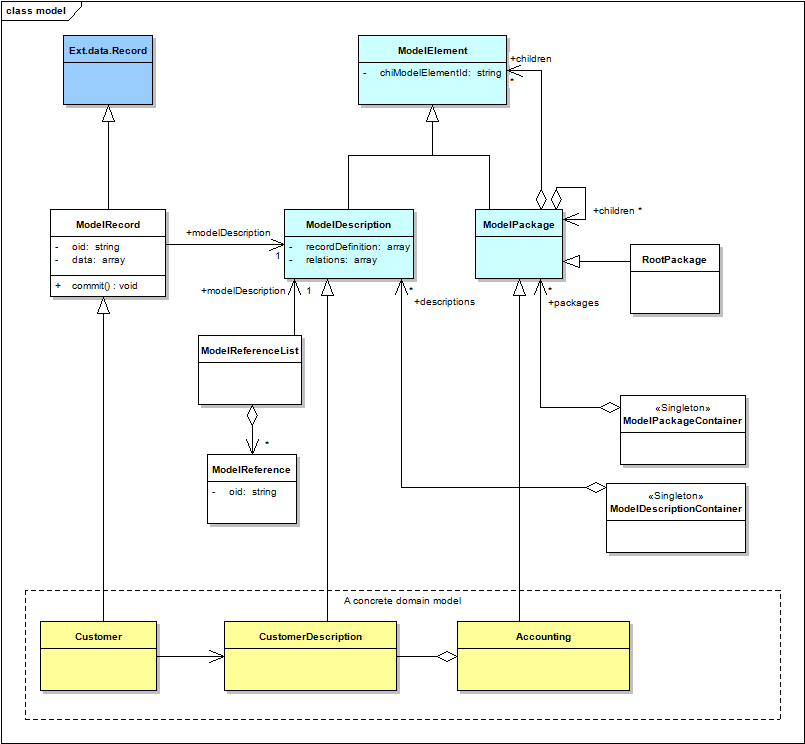 class model
Ext.data.Record
ModelElement
- chiModelElementId: string
+children
*
ModelRecord
- oid: string
- data: array
+ commit() : void
+modelDescription
1
ModelDescription
- recordDefinition: array
- relations: array
ModelPackage
+children *
RootPackage
+modelDescription 1
*
+descriptions
*
+packages
ModelReferenceList
*
ModelReference
- oid: string
«Singleton»
ModelPackageContainer
«Singleton»
ModelDescriptionContainer
A concrete domain model
Customer
CustomerDescription
Accounting